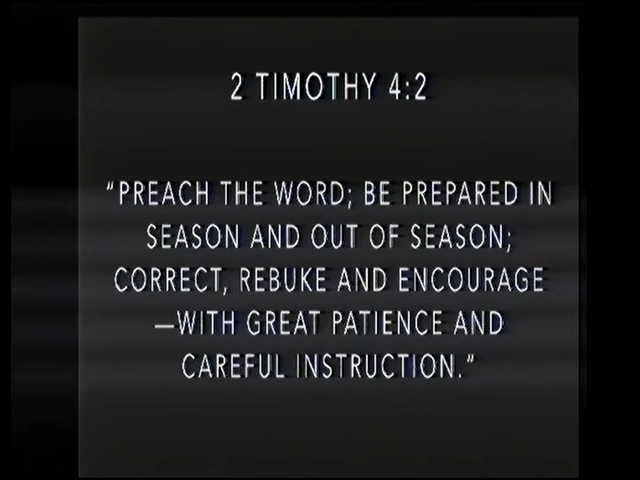 2 TIMOTHY 4:2
"PREACH THE WORD; BE PREPARED IN
SEASON AND OUT OF SEASON;
CORRECT, REBUKE AND ENCOURAGE
—WITH GREAT PATIENCE AND
CAREFUL INSTRUCTION."